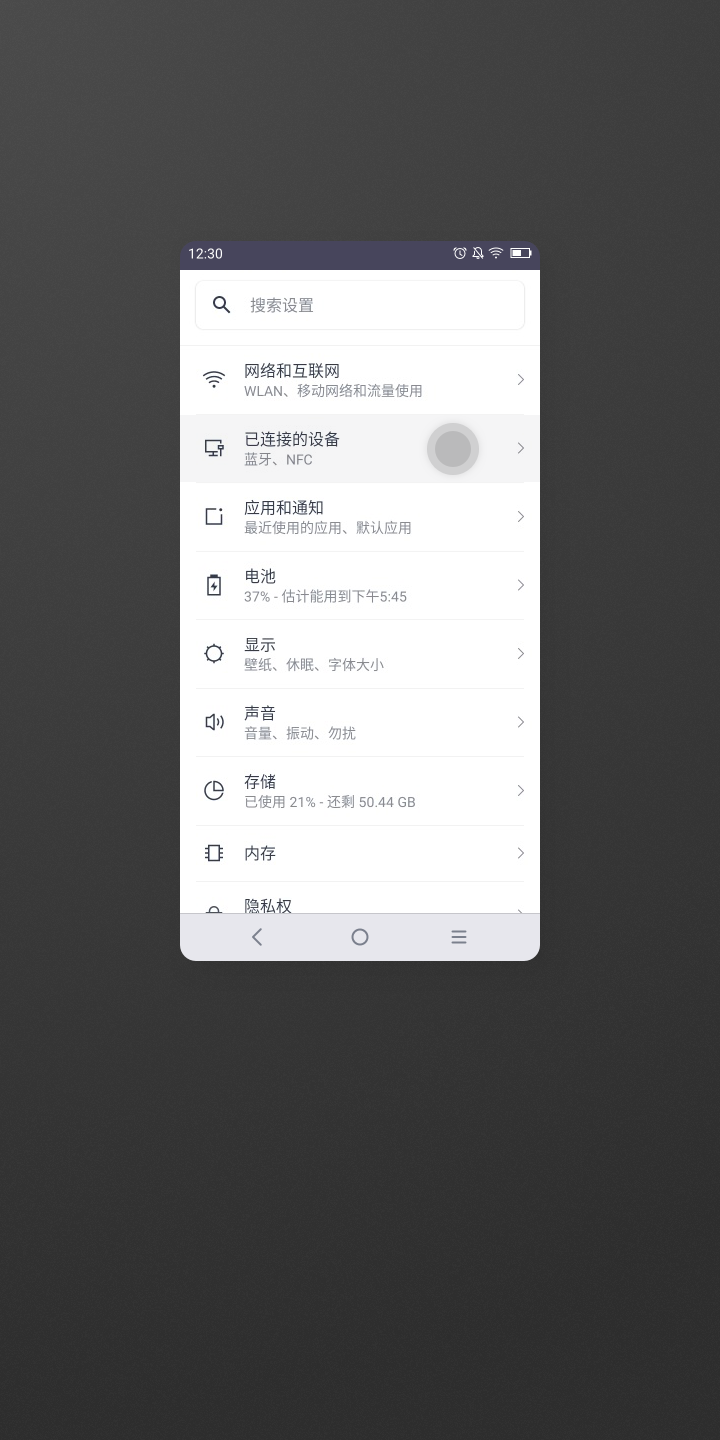 12:30
搜索设置
网络和互联网
WLAN、移动网络和流量使用
已连接的设备
蓝牙、NFC
应用和通知
最近使用的应用、默认应用
电池
37% - 估计能用到下午5:45
显示
壁纸、休眠、字体大小
声音
音量、振动、勿扰
存储
已使用 21% - 还剩 50.44 GB
内存
隐私权